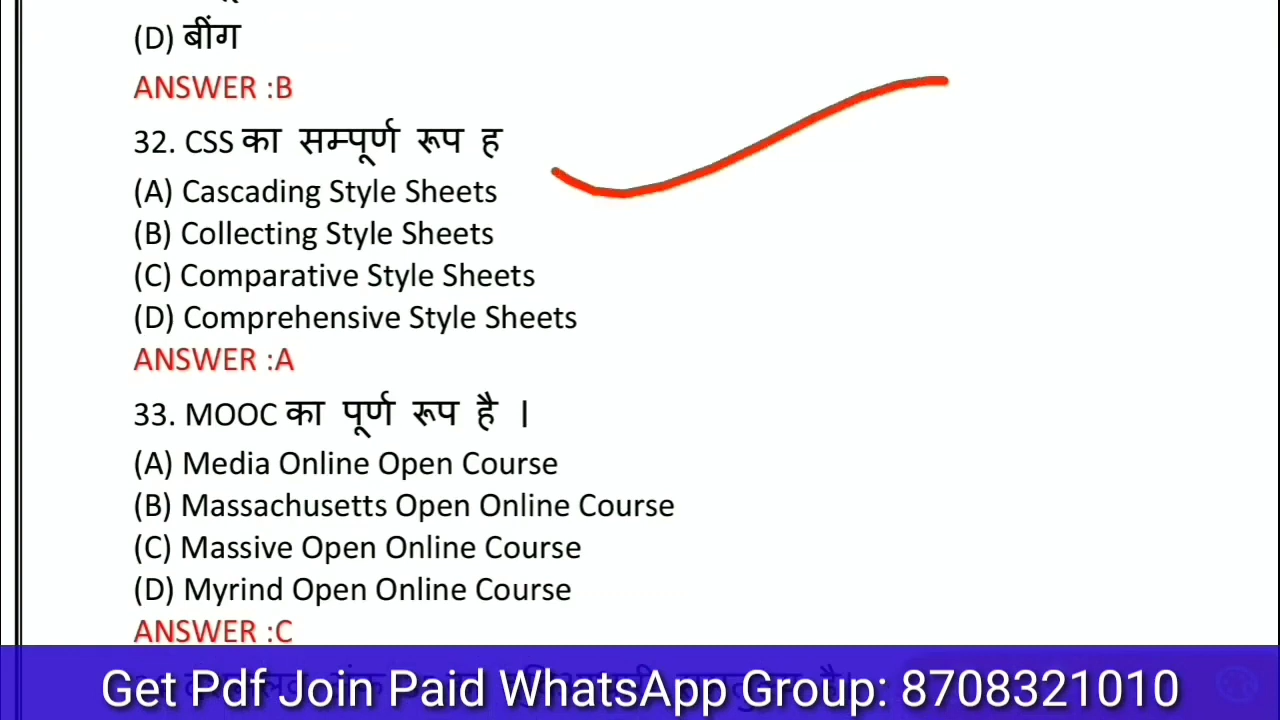 (D) बींग
ANSWER :B
32. CSS का सम्पूर्ण रूप ह
(A) Cascading Style Sheets
(B) Collecting Style Sheets
(C) Comparative Style Sheets
(D) Comprehensive Style Sheets
ANSWER :A
33. MOOC का पूर्ण रूप है ।
(A) Media Online Open Course
(B) Massachusetts Open Online Course
(C) Massive Open Online Course
(D) Myrind Open Online Course
ANSWER :C
Get Pdf Join Paid WhatsApp Group: 8708321010